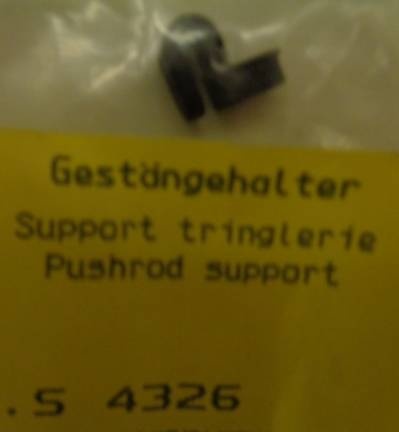 Gestängehalter
Support tringlerie
Pushrod support
.S 4326